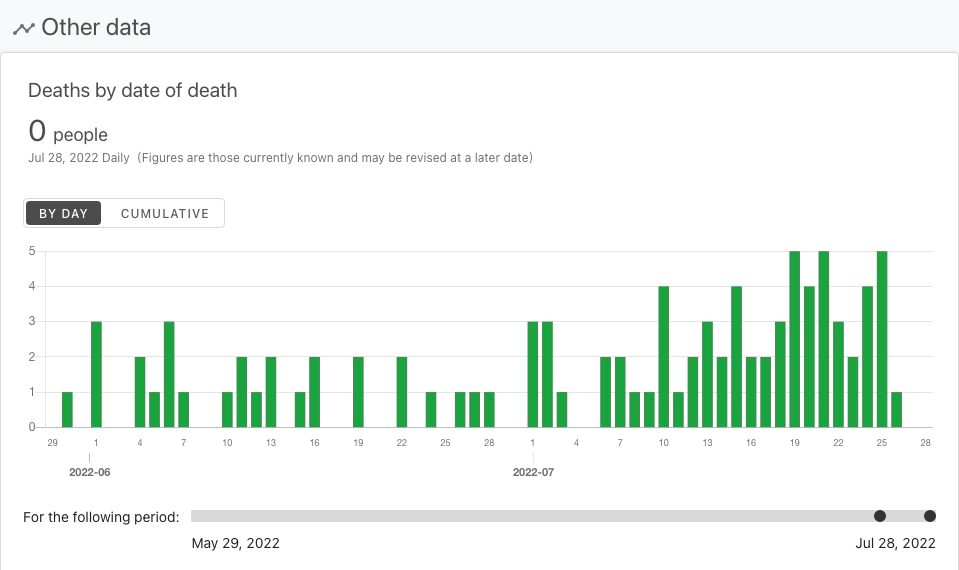 Other data
Deaths by date of death
0 people
Jul 28, 2022 Daily (Figures are those currently known and may be revised at a later date)
BY DAY CUMULATIVE
5
4
3
2
1
0
29 1 4 7 10 13 16 19 22 25 28 1 4 7 10 13 16 19 22 25 28
2022-06 2022-07
For the following period:
May 29, 2022 Jul 28, 2022